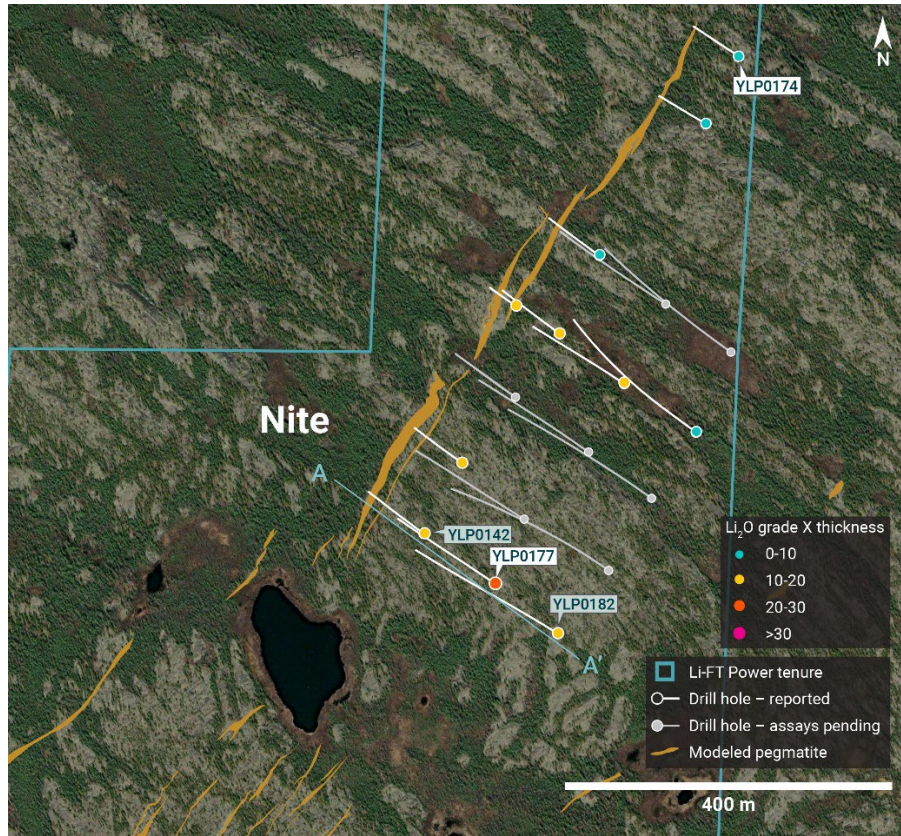 N
YLP0174
Nite
A
YLP0142
YLP0177
YLP0182
A'
Li₂O grade X thickness
0-10
10-20
20-30
>30
Li-FT Power tenure
Drill hole – reported
Drill hole – assays pending
Modeled pegmatite
400 m